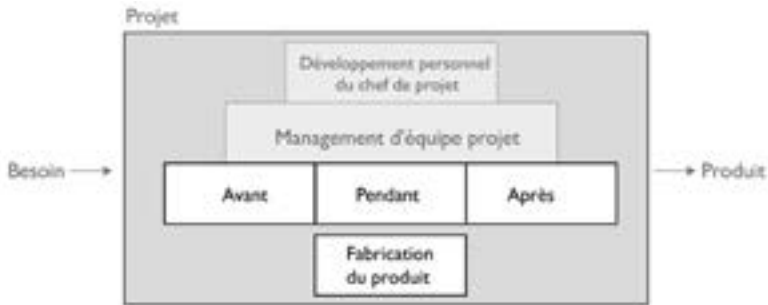 Projet
Développement personnel
du chef de projet
Management d'équipe projet
Besoin
Avant
Pendant
Après
Produit
Fabrication
du produit